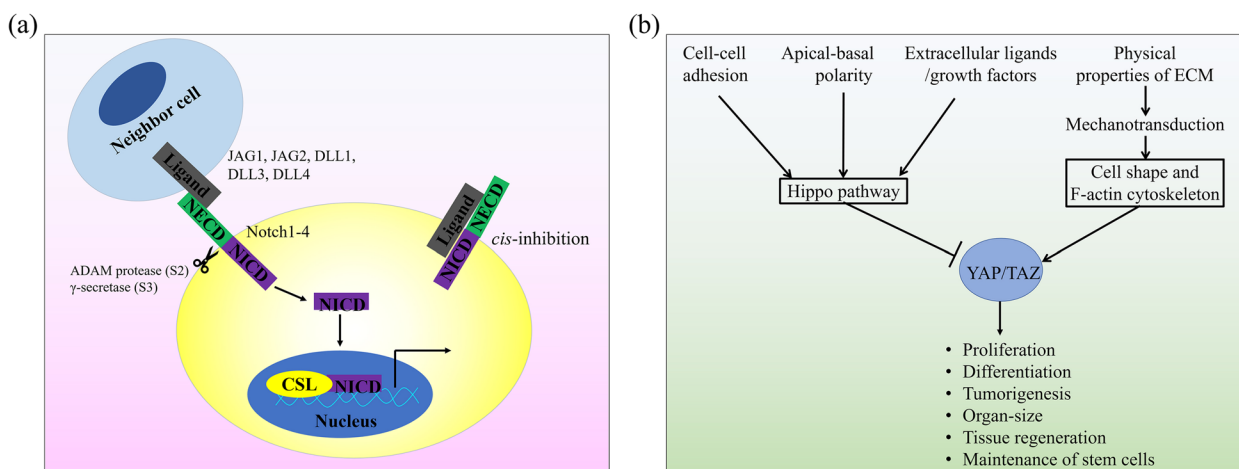 (a)
Neighbor cell
Ligand
JAG1, JAG2, DLL1,
DLL3, DLL4
NECD
NICD
Notch1-4
ADAM protease (S2)
γ-secretase (S3)
Ligand
NECD
NICD
cis-inhibition
NICD
CSL
NICD
Nucleus
(b)
Cell-cell
adhesion
Apical-basal
polarity
Extracellular ligands
/growth factors
Physical
properties of ECM
Mechanotransduction
Hippo pathway
Cell shape and
F-actin cytoskeleton
YAP/TAZ
• Proliferation
• Differentiation
• Tumorigenesis
• Organ-size
• Tissue regeneration
• Maintenance of stem cells